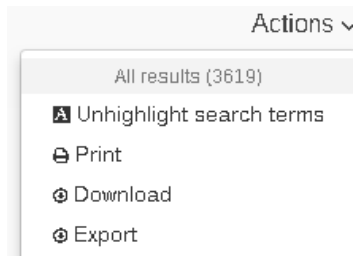 Actions
All results (3619)
Unhighlight search terms
Print
Download
Export